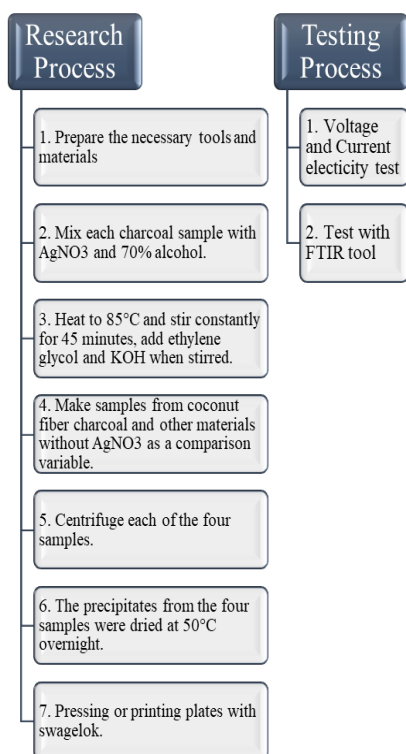 Research
Process
1. Prepare the necessary tools and
materials
2. Mix each charcoal sample with
AgNO3 and 70% alcohol.
3. Heat to 85°C and stir constantly
for 45 minutes, add ethylene
glycol and KOH when stirred.
4. Make samples from coconut
fiber charcoal and other materials
without AgNO3 as a comparison
variable.
5. Centrifuge each of the four
samples.
6. The precipitates from the four
samples were dried at 50°C
overnight.
7. Pressing or printing plates with
swagelok.
Testing
Process
1. Voltage
and Current
electicity test
2. Test with
FTIR tool